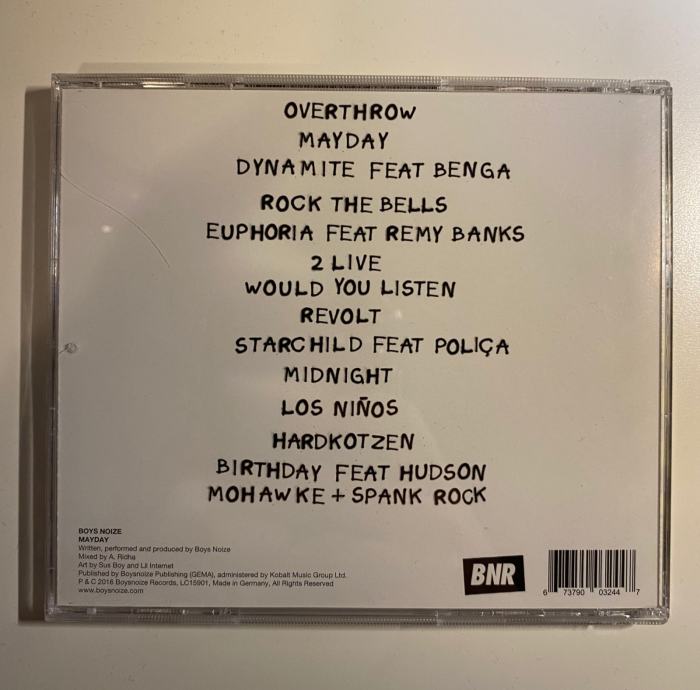 OVERTHROW
MAYDAY
DYNAMITE FEAT BENGA
ROCK THE BELLS
EUPHORIA FEAT REMY BANKS
2 LIVE
WOULD YOU LISTEN
REVOLT
STARCHILD FEAT POLIÇA
MIDNIGHT
LOS NIÑOS
HARDKOTZEN
BIRTHDAY FEAT HUDSON
MOHAWKE + SPANK ROCK
BOYS NOIZE
MAYDAY
Written, performed and produced by Boys Noize
Mixed by A. Ridha
Art by Sus Boy and Lil Internet
Published by Boysnoize Publishing (GEMA), administered by Kobalt Music Group Ltd.
P & C 2016 Boysnoize Records, LC15901, Made in Germany, All Rights Reserved
www.boysnoize.com
BNR
6 73790 03244 7